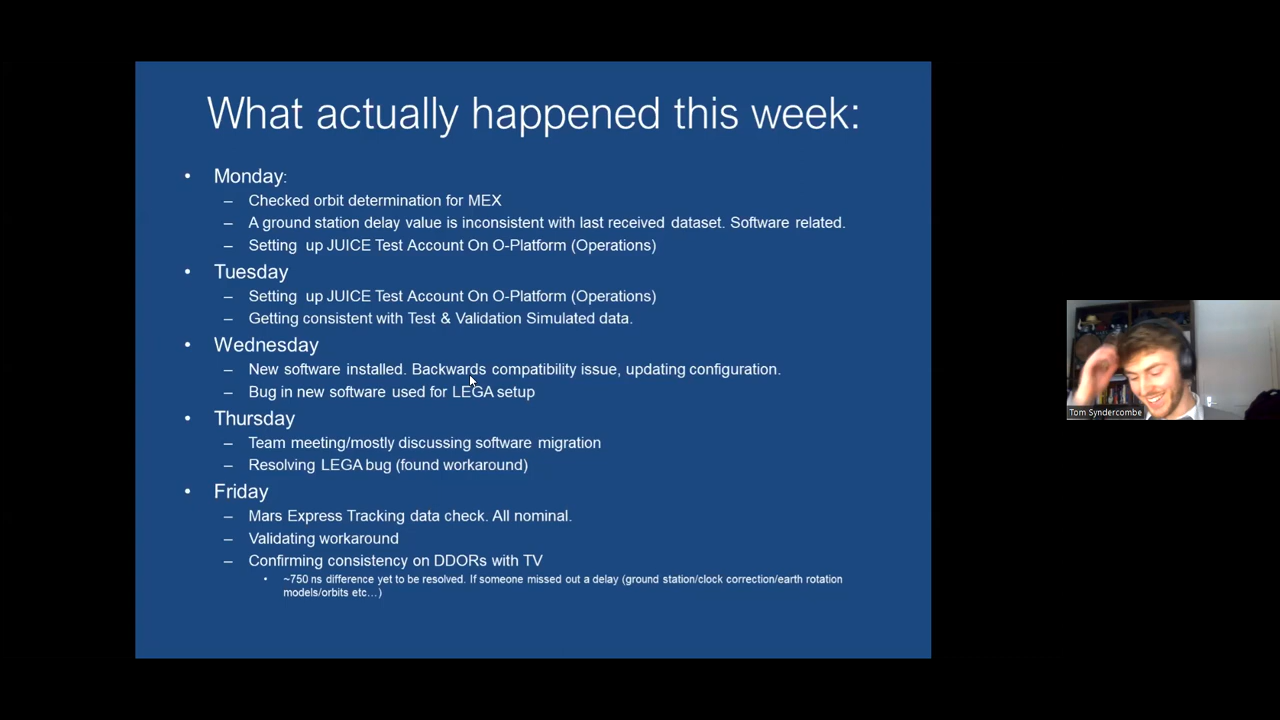 What actually happened this week:
• Monday:
– Checked orbit determination for MEX
– A ground station delay value is inconsistent with last received dataset. Software related.
– Setting up JUICE Test Account On O-Platform (Operations)
• Tuesday
– Setting up JUICE Test Account On O-Platform (Operations)
– Getting consistent with Test & Validation Simulated data.
• Wednesday
– New software installed. Backwards compatibility issue, updating configuration.
– Bug in new software used for LEGA setup
• Thursday
– Team meeting/mostly discussing software migration
– Resolving LEGA bug (found workaround)
• Friday
– Mars Express Tracking data check. All nominal.
– Validating workaround
– Confirming consistency on DDORs with TV
• ~750 ns difference yet to be resolved. If someone missed out a delay (ground station/clock correction/earth rotation
models/orbits etc…)
Tom Syndercombe